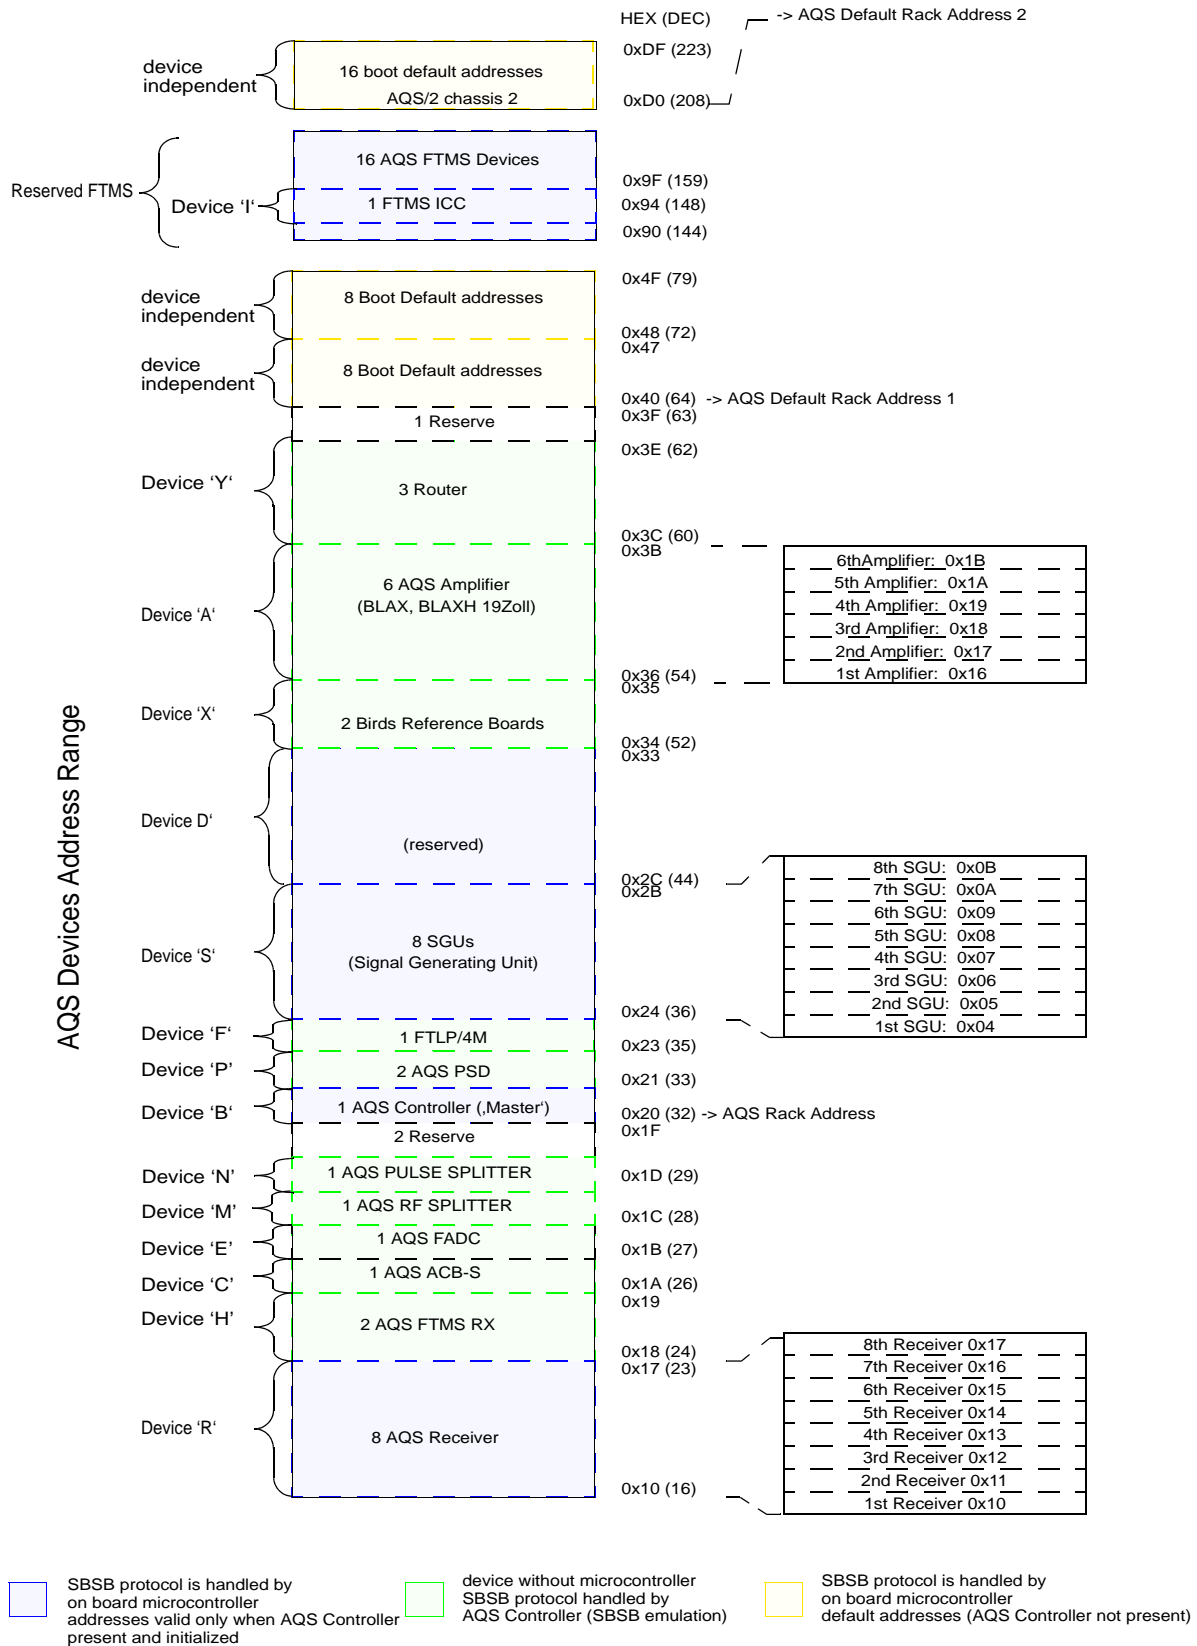 HEX (DEC)
-> AQS Default Rack Address 2
0xDF (223)
device
independent
16 boot default addresses
AQS/2 chassis 2
0xD0 (208)
16 AQS FTMS Devices
0x9F (159)
Reserved FTMS
Device ‘I‘
1 FTMS ICC
0x94 (148)
0x90 (144)
0x4F (79)
device
independent
8 Boot Default addresses
0x48 (72)
0x47
device
independent
8 Boot Default addresses
0x40 (64) -> AQS Default Rack Address 1
0x3F (63)
1 Reserve
0x3E (62)
Device ‘Y‘
3 Router
0x3C (60)
0x3B
6 AQS Amplifier
(BLAX, BLAXH 19Zoll)
Device ‘A‘
6thAmplifier: 0x1B
5th Amplifier: 0x1A
4th Amplifier: 0x19
3rd Amplifier: 0x18
2nd Amplifier: 0x17
1st Amplifier: 0x16
0x36 (54)
0x35
Device ‘X‘
2 Birds Reference Boards
0x34 (52)
0x33
AQS Devices Address Range
Device D‘
(reserved)
0x2C (44)
0x2B
8th SGU: 0x0B
7th SGU: 0x0A
6th SGU: 0x09
5th SGU: 0x08
4th SGU: 0x07
3rd SGU: 0x06
2nd SGU: 0x05
1st SGU: 0x04
Device ‘S‘
8 SGUs
(Signal Generating Unit)
0x24 (36)
Device ‘F‘
1 FTLP/4M
0x23 (35)
Device ‘P‘
2 AQS PSD
0x21 (33)
Device ‘B‘
1 AQS Controller (‚Master‘)
0x20 (32) -> AQS Rack Address
0x1F
2 Reserve
Device ‘N’
1 AQS PULSE SPLITTER
0x1D (29)
Device ‘M’
1 AQS RF SPLITTER
0x1C (28)
Device ‘E’
1 AQS FADC
0x1B (27)
Device ‘C’
1 AQS ACB-S
0x1A (26)
0x19
Device ‘H’
2 AQS FTMS RX
0x18 (24)
0x17 (23)
8th Receiver 0x17
7th Receiver 0x16
6th Receiver 0x15
5th Receiver 0x14
4th Receiver 0x13
3rd Receiver 0x12
2nd Receiver 0x11
1st Receiver 0x10
Device ‘R‘
8 AQS Receiver
0x10 (16)
SBSB protocol is handled by
on board microcontroller
addresses valid only when AQS Controller
present and initialized
device without microcontroller
SBSB protocol handled by
AQS Controller (SBSB emulation)
SBSB protocol is handled by
on board microcontroller
default addresses (AQS Controller not present)